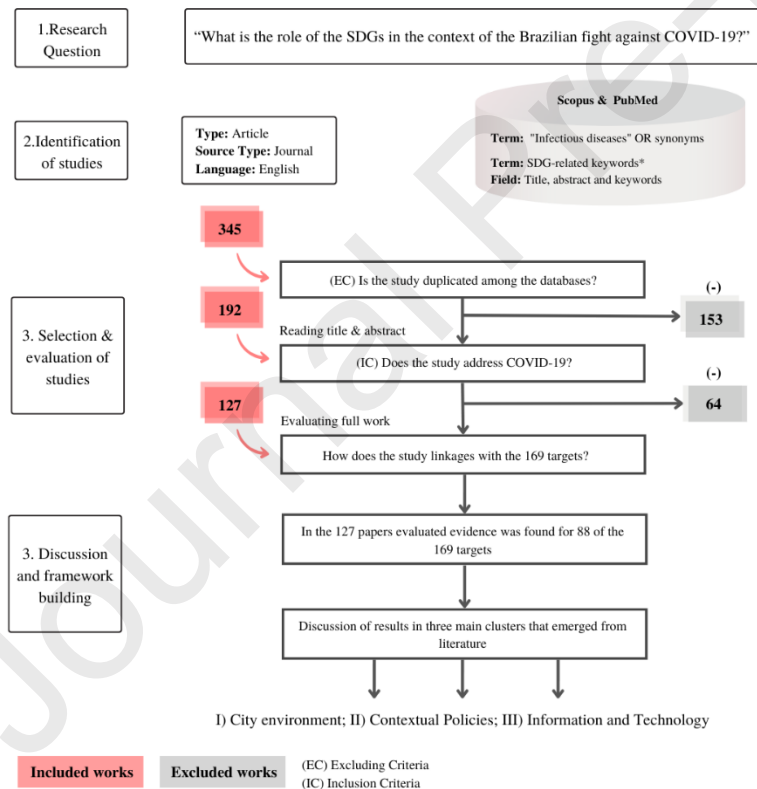 1.Research
Question
“What is the role of the SDGs in the context of the Brazilian fight against COVID-19?”
2.Identification
of studies
Type: Article
Source Type: Journal
Language: English
Scopus & PubMed
Term: "Infectious diseases" OR synonyms
Term: SDG-related keywords*
Field: Title, abstract and keywords
345
(EC) Is the study duplicated among the databases?
(-)
153
3. Selection &
evaluation of
studies
192
Reading title & abstract
(IC) Does the study address COVID-19?
(-)
64
127
Evaluating full work
How does the study linkages with the 169 targets?
3. Discussion
and framework
building
In the 127 papers evaluated evidence was found for 88 of the
169 targets
Discussion of results in three main clusters that emerged from
literature
I) City environment; II) Contextual Policies; III) Information and Technology
Included works
Excluded works
(EC) Excluding Criteria
(IC) Inclusion Criteria
Journal Pre-